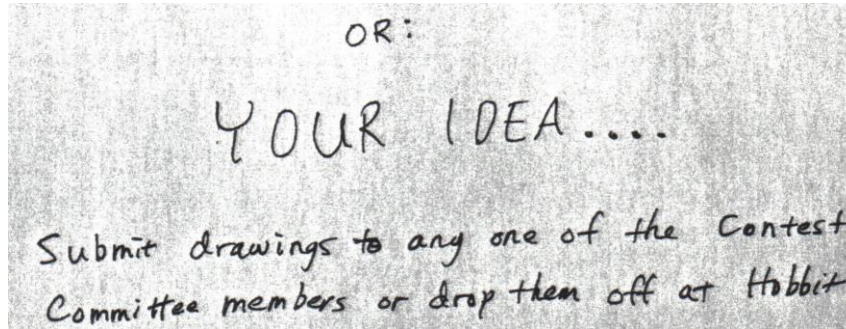 OR:
YOUR IDEA....
Submit drawings to any one of the Contest
Committee members or drop them off at Hobbit